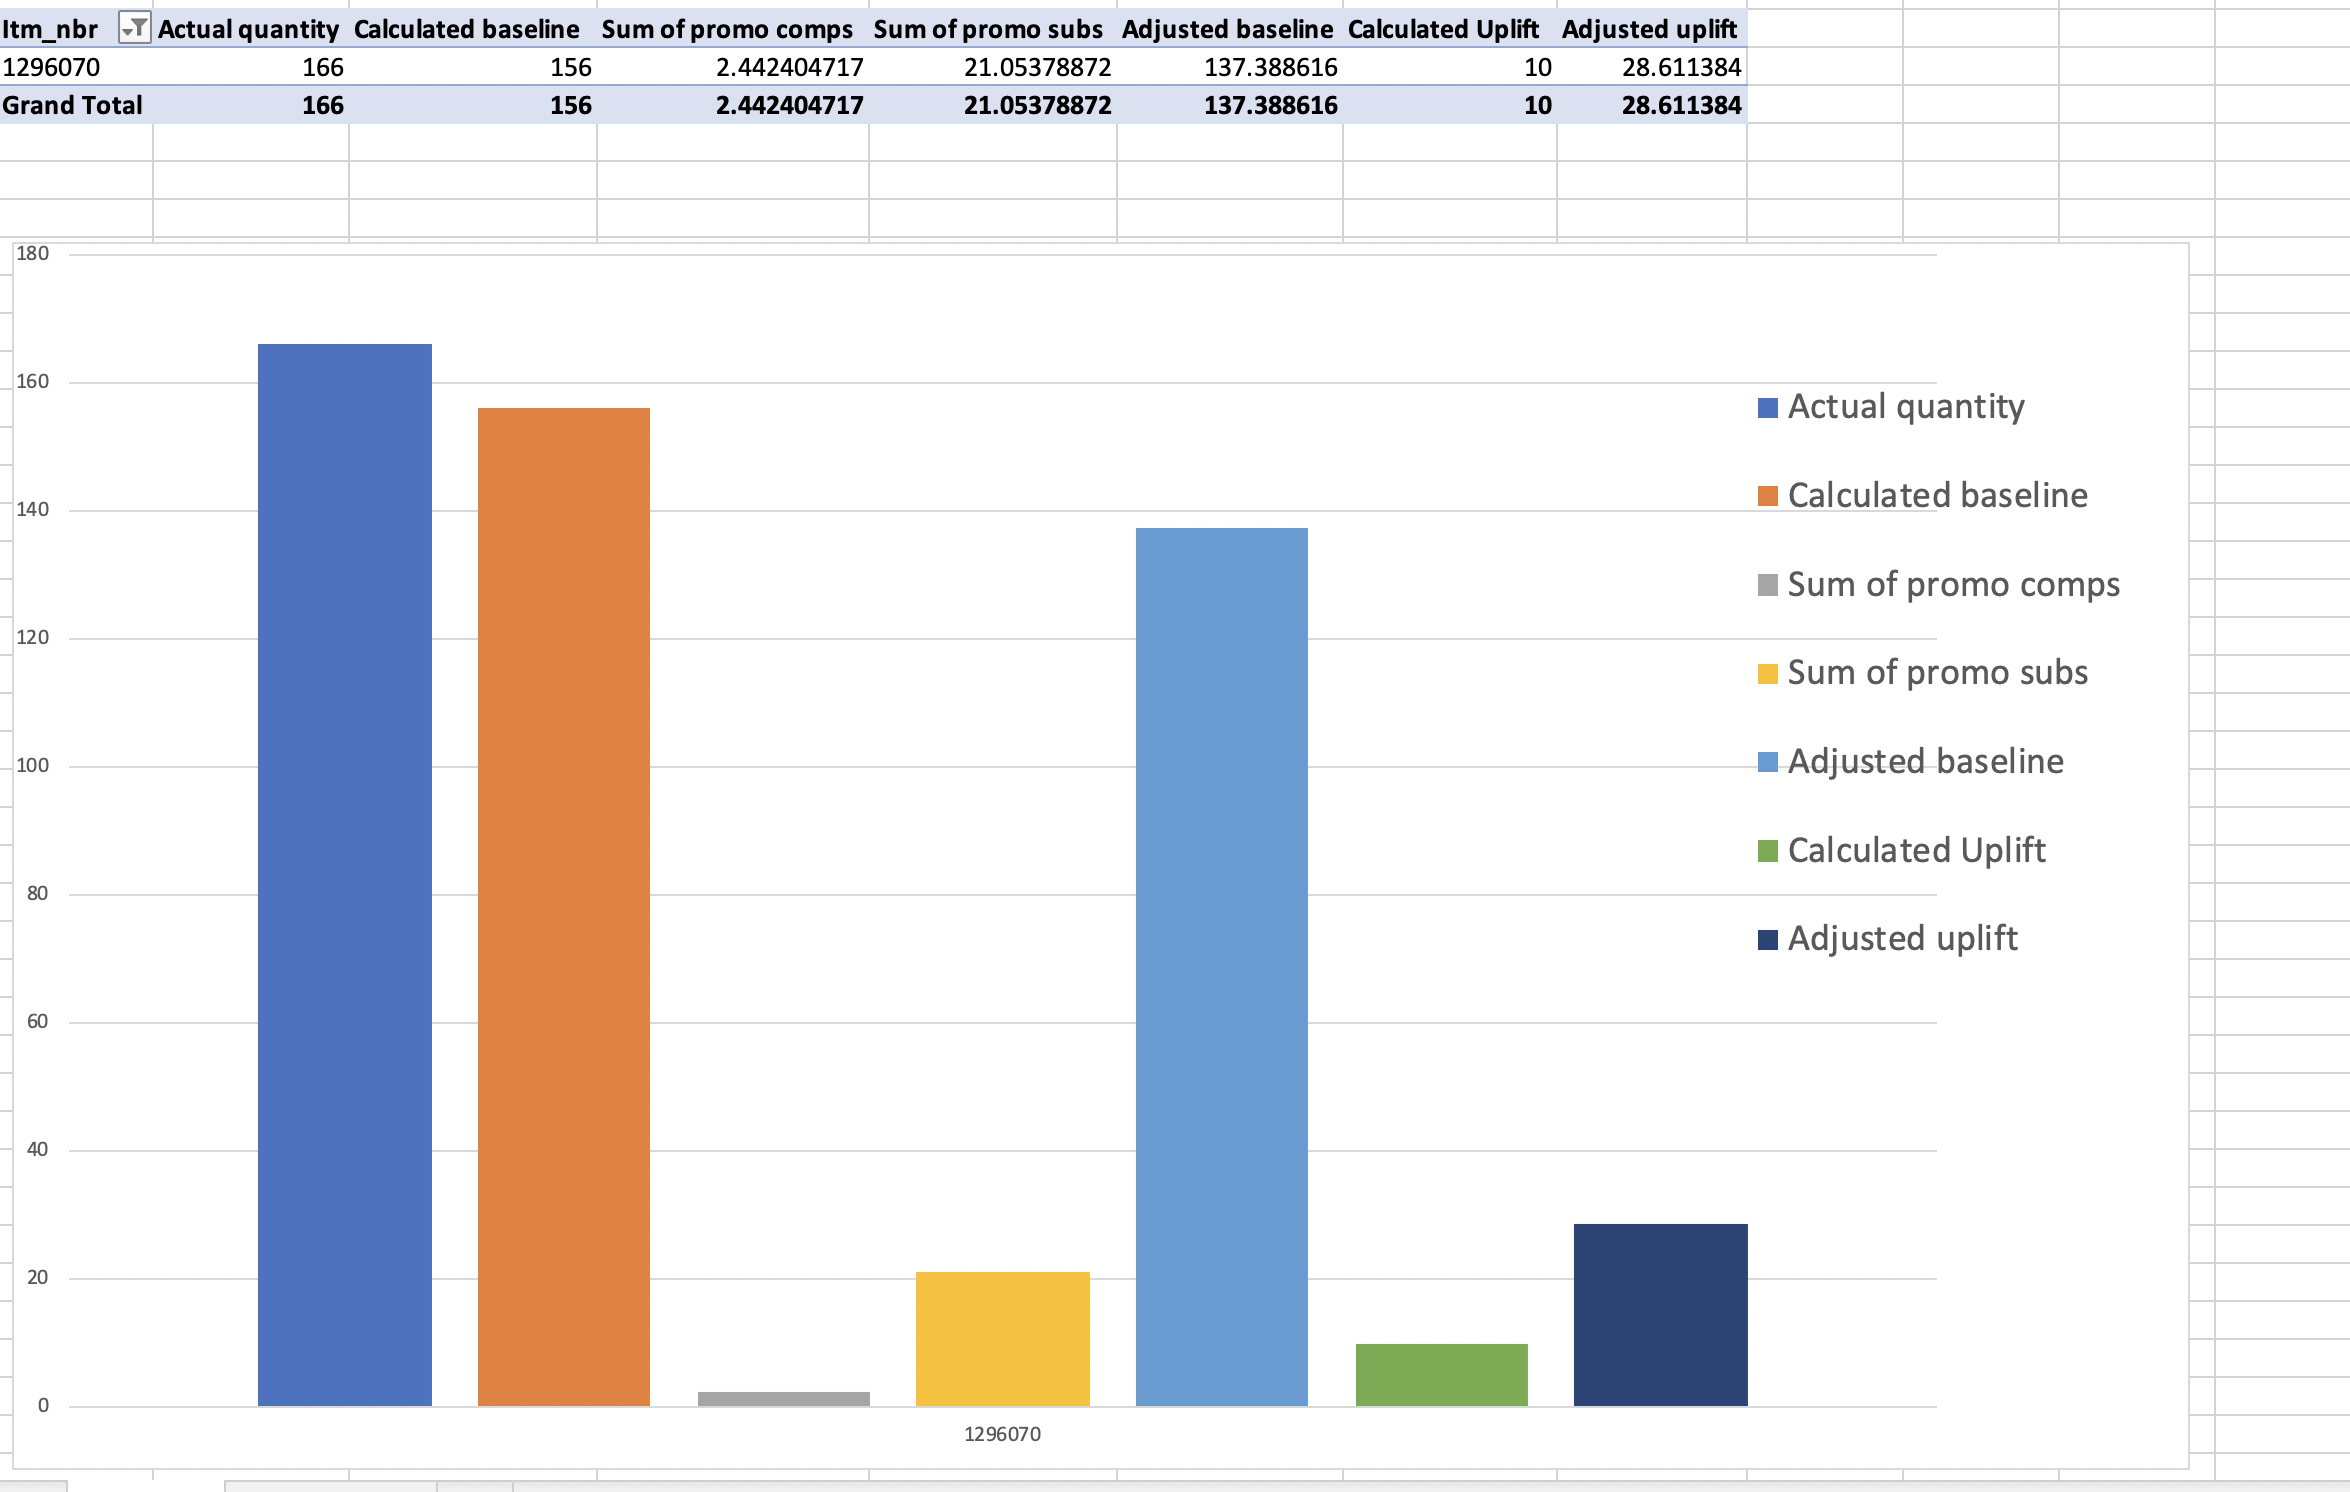 Itm_nbr Actual quantity Calculated baseline Sum of promo comps Sum of promo subs Adjusted baseline Calculated Uplift Adjusted uplift
1296070 166 156 2.442404717 21.05378872 137.388616 10 28.611384
Grand Total 166 156 2.442404717 21.05378872 137.388616 10 28.611384
180
160
140
120
100
80
60
40
20
0
1296070
Actual quantity
Calculated baseline
Sum of promo comps
Sum of promo subs
Adjusted baseline
Calculated Uplift
Adjusted uplift